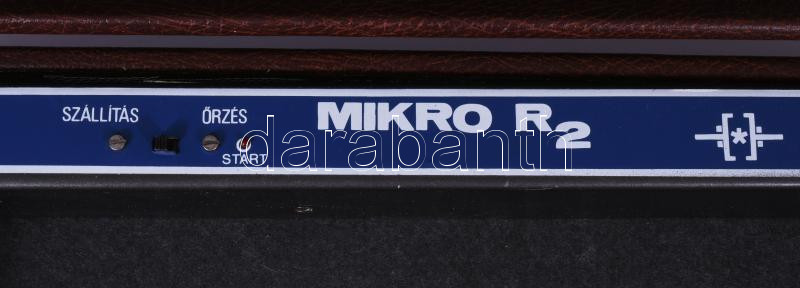 SZÁLLÍTÁS ŐRZÉS MIKRO R2
START
darabanth